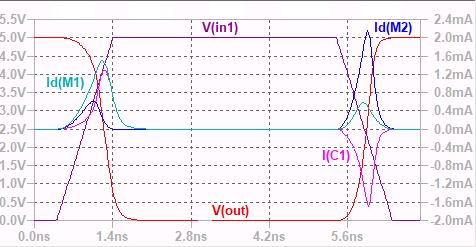 5.5V V(in1) Id(M2) 2.4mA
5.0V 2.0mA
4.5V 1.6mA
4.0V Id(M1) 1.2mA
3.5V 0.8mA
3.0V 0.4mA
2.5V 0.0mA
2.0V -0.4mA
1.5V I(C1) -0.8mA
1.0V -1.2mA
0.5V V(out) -1.6mA
0.0V -2.0mA
0.0ns 1.4ns 2.8ns 4.2ns 5.6ns